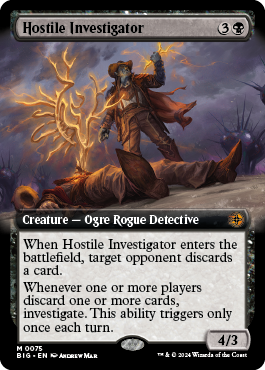 Hostile Investigator 3
Creature — Ogre Rogue Detective
When Hostile Investigator enters the
battlefield, target opponent discards
a card.
Whenever one or more players
discard one or more cards,
investigate. This ability triggers only
once each turn.
4/3
M 0075
BIG • EN Andrew Mar
™ & © 2024 Wizards of the Coast